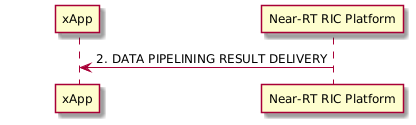 xApp
Near-RT RIC Platform
2. DATA PIPELINING RESULT DELIVERY
xApp
Near-RT RIC Platform